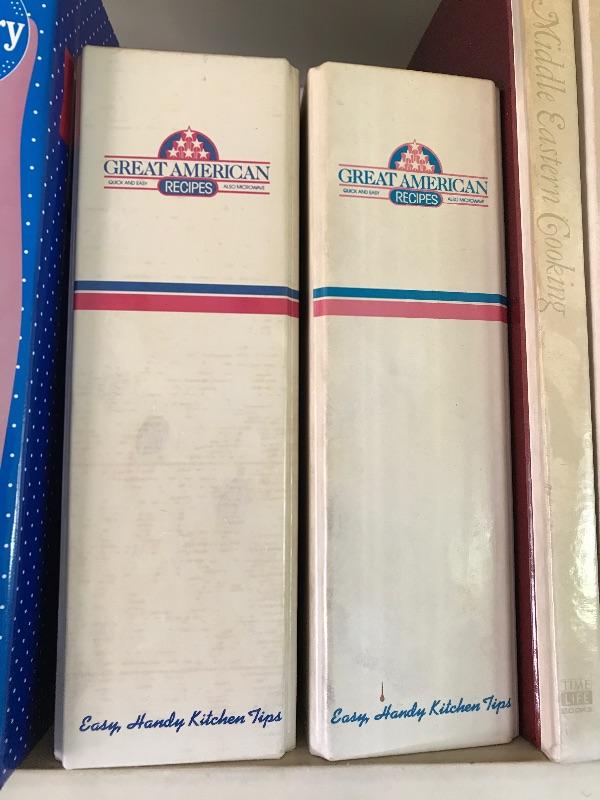 ry
GREAT AMERICAN
QUICK AND EASY RECIPES ALSO MICROWAVE
Easy, Handy Kitchen Tips
GREAT AMERICAN
QUICK AND EASY RECIPES ALSO MICROWAVE
Easy, Handy Kitchen Tips
Middle Eastern Cooking
TIME
LIFE
BOOKS